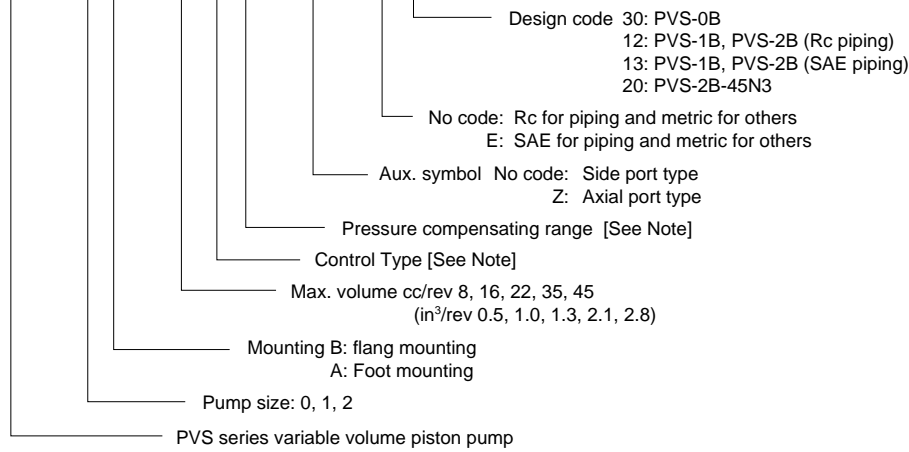 Design code 30: PVS-0B
12: PVS-1B, PVS-2B (Rc piping)
13: PVS-1B, PVS-2B (SAE piping)
20: PVS-2B-45N3
No code: Rc for piping and metric for others
E: SAE for piping and metric for others
Aux. symbol No code: Side port type
Z: Axial port type
Pressure compensating range [See Note]
Control Type [See Note]
Max. volume cc/rev 8, 16, 22, 35, 45
(in³/rev 0.5, 1.0, 1.3, 2.1, 2.8)
Mounting B: flang mounting
A: Foot mounting
Pump size: 0, 1, 2
PVS series variable volume piston pump